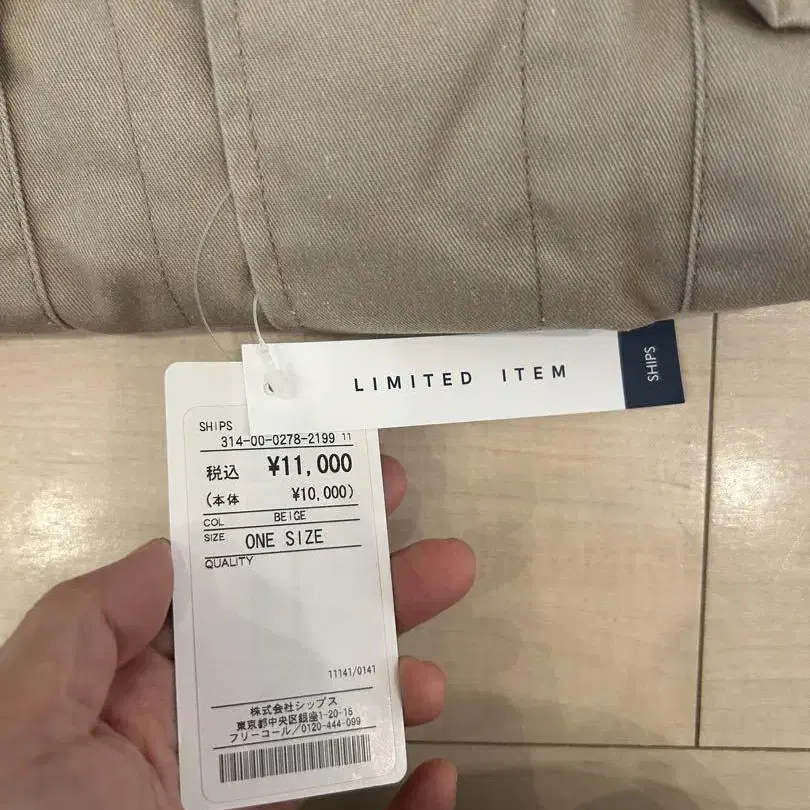 LIMITED ITEM
SHIPS
SHIPS
314-00-0278-2199 11
税込 ¥11,000
(本体 ¥10,000)
COL BEIGE
SIZE ONE SIZE
QUALITY
11141/0141
株式会社シップス
東京都中央区銀座1-20-15
フリーコール/0120-444-099